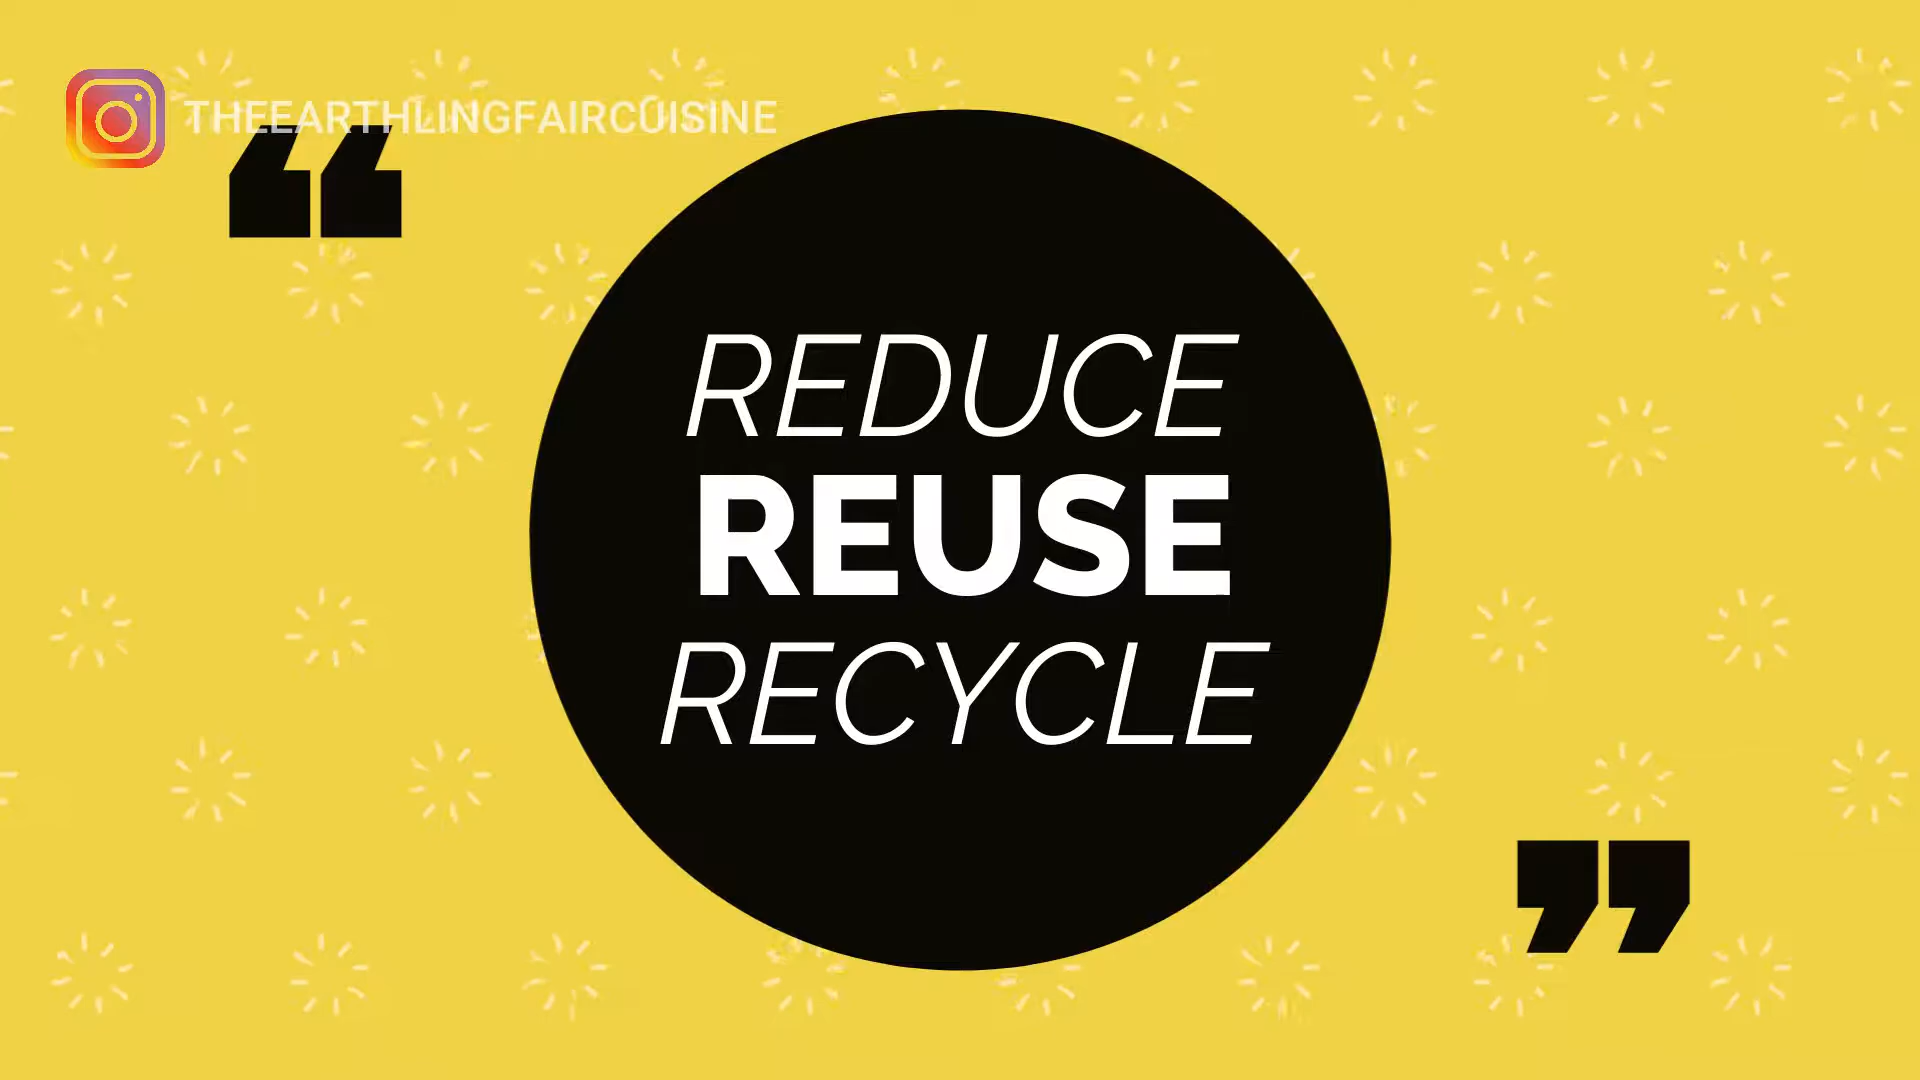 THEEARTHLINGFAIRCUISINE
“
REDUCE
REUSE
RECYCLE
”